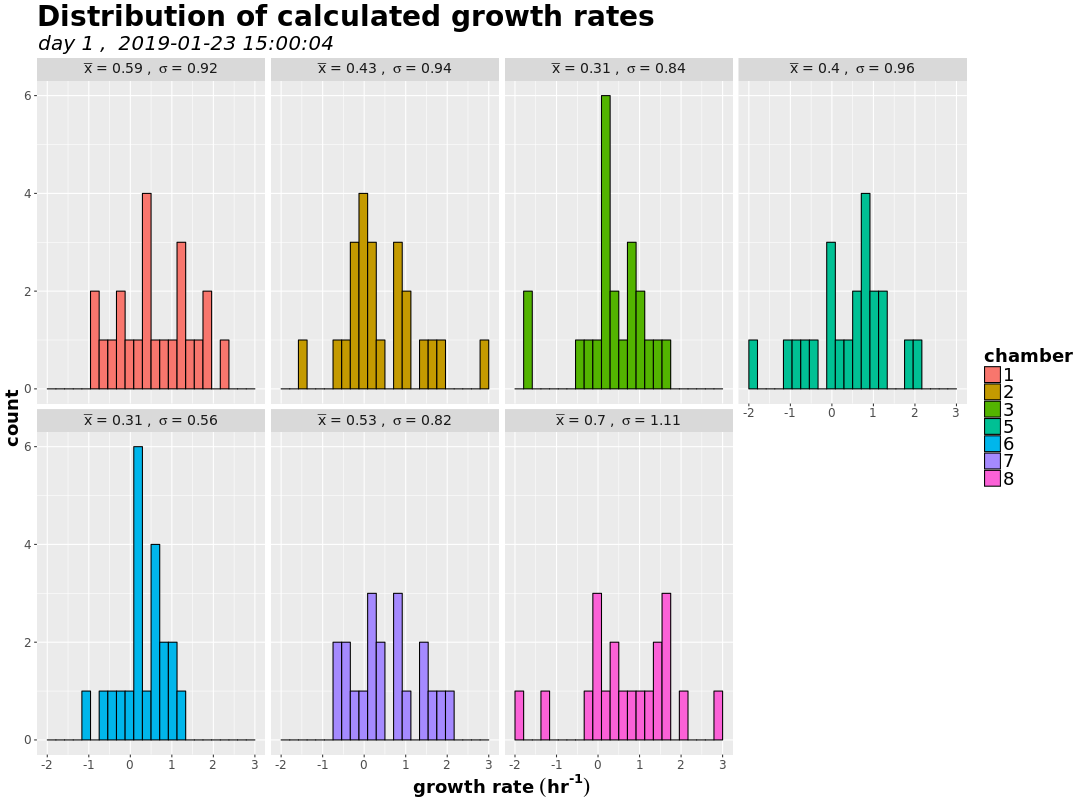 Distribution of calculated growth rates
day 1 ,  2019-01-23 15:00:04
x̅ = 0.59 ,  σ = 0.92
x̅ = 0.43 ,  σ = 0.94
x̅ = 0.31 ,  σ = 0.84
x̅ = 0.4 ,  σ = 0.96
6
4
2
0
-2 -1 0 1 2 3
x̅ = 0.31 ,  σ = 0.56
x̅ = 0.53 ,  σ = 0.82
x̅ = 0.7 ,  σ = 1.11
6
4
2
0
-2 -1 0 1 2 3
-2 -1 0 1 2 3
-2 -1 0 1 2 3
count
growth rate (hr⁻¹)
chamber
1
2
3
5
6
7
8